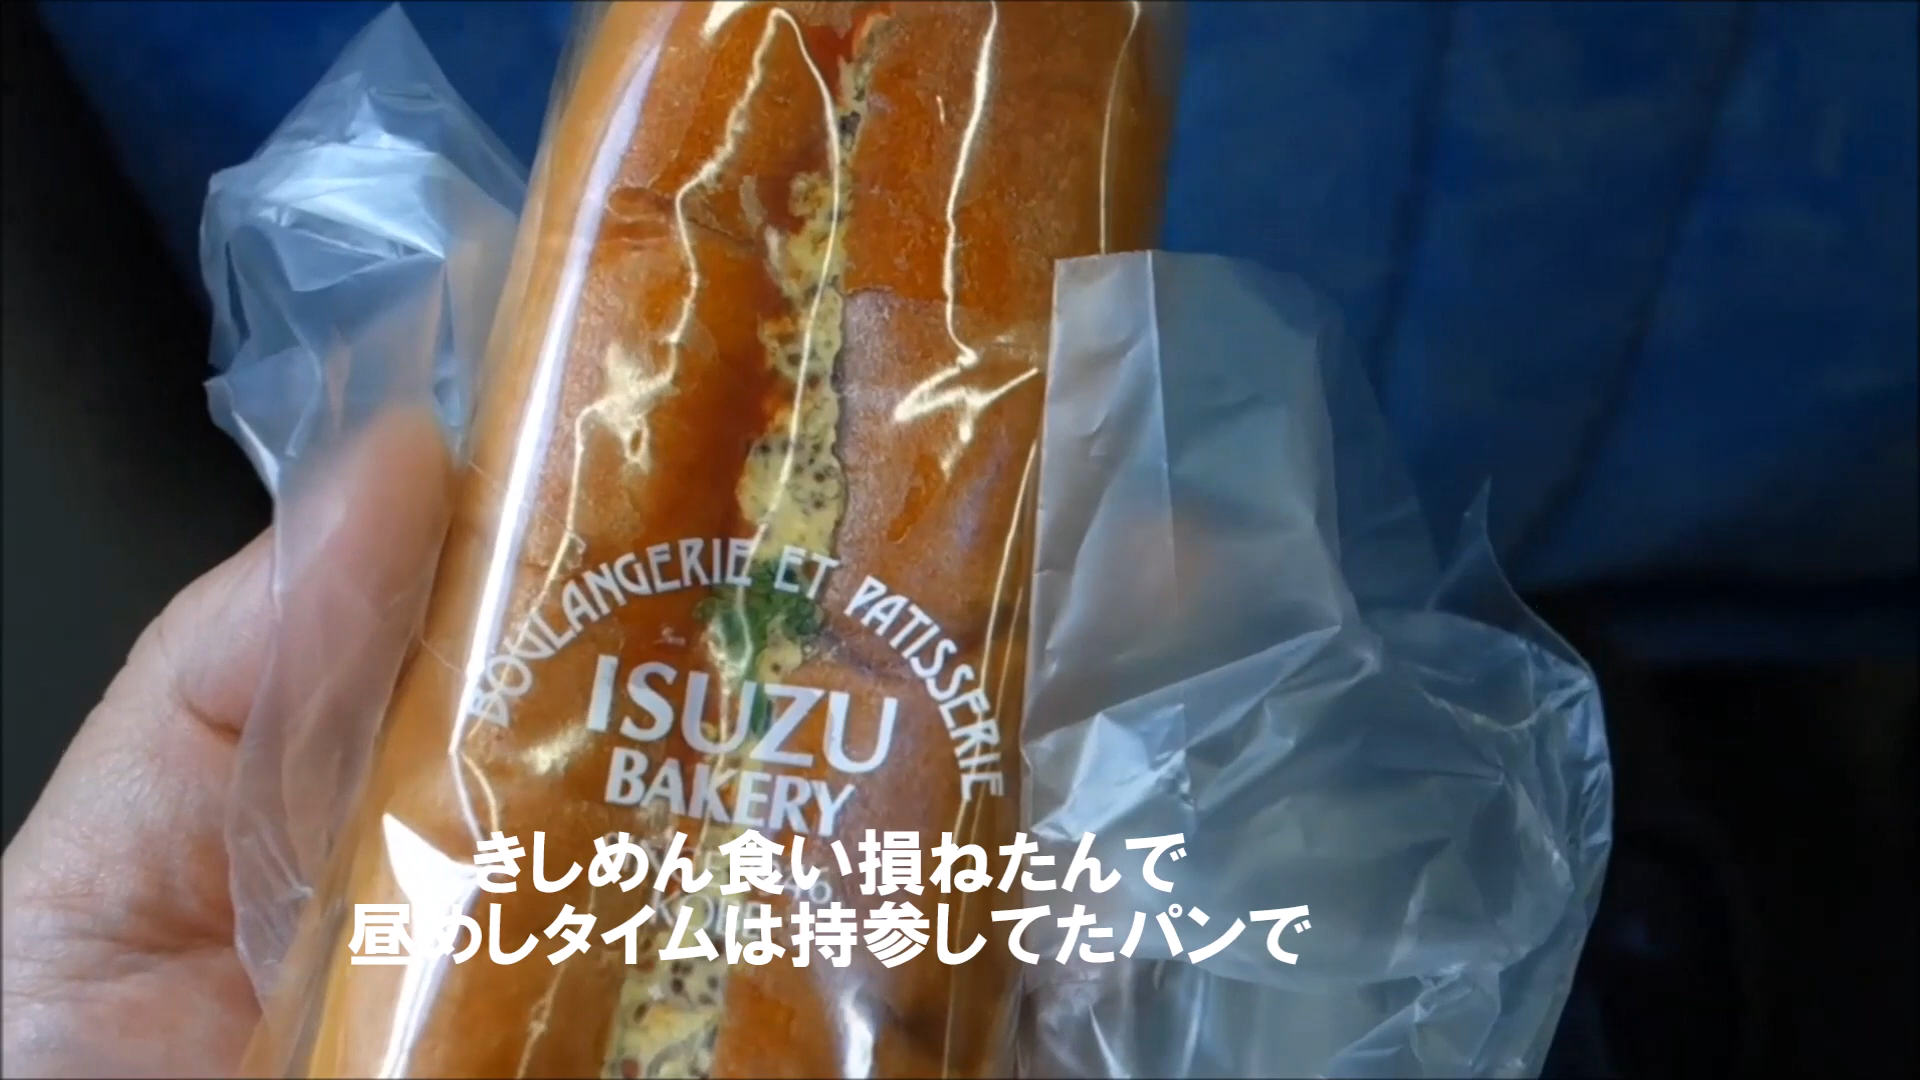 BOULANGERIE ET PATISSERIE
ISUZU
BAKERY
きしめん食い損ねたんで
昼めしタイムは持参してたパンで